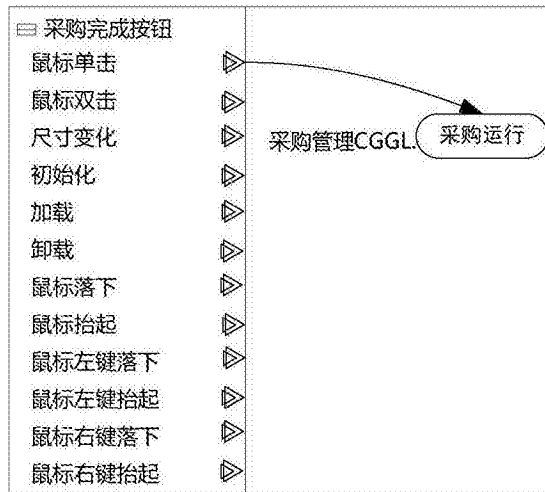 采购完成按钮
鼠标单击
鼠标双击
尺寸变化
采购管理CGGL.
采购运行
初始化
加载
卸载
鼠标落下
鼠标抬起
鼠标左键落下
鼠标左键抬起
鼠标右键落下
鼠标右键抬起